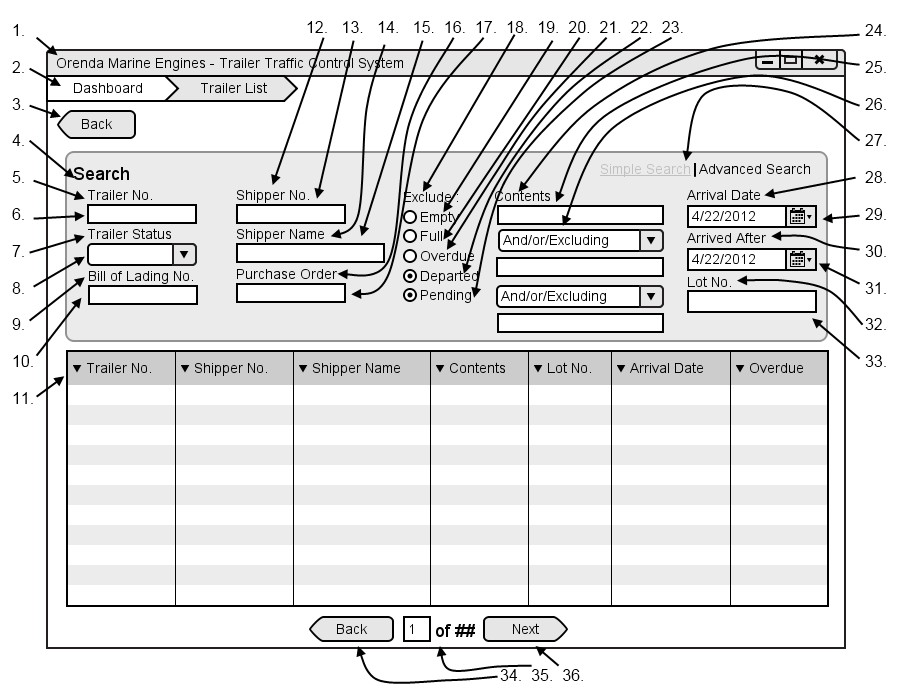 12. 13. 14. 15. 16. 17. 18. 19. 20. 21. 22. 23. 24.
1.
Orenda Marine Engines - Trailer Traffic Control System
2.
Dashboard
Trailer List
25.
3.
Back
26.
4.
27.
Search
Simple Search | Advanced Search
5.
Trailer No.
Shipper No.
Exclude :
Contents
Arrival Date
28.
6.
Empty
4/22/2012
29.
7.
Trailer Status
Shipper Name
Full
And/or/Excluding
Arrived After
30.
8.
Overdue
4/22/2012
31.
9.
Bill of Lading No.
Purchase Order
Departed
Lot No.
10.
Pending
And/or/Excluding
32.
33.
11.
Trailer No.
Shipper No.
Shipper Name
Contents
Lot No.
Arrival Date
Overdue
Back
1
of ##
Next
34. 35. 36.